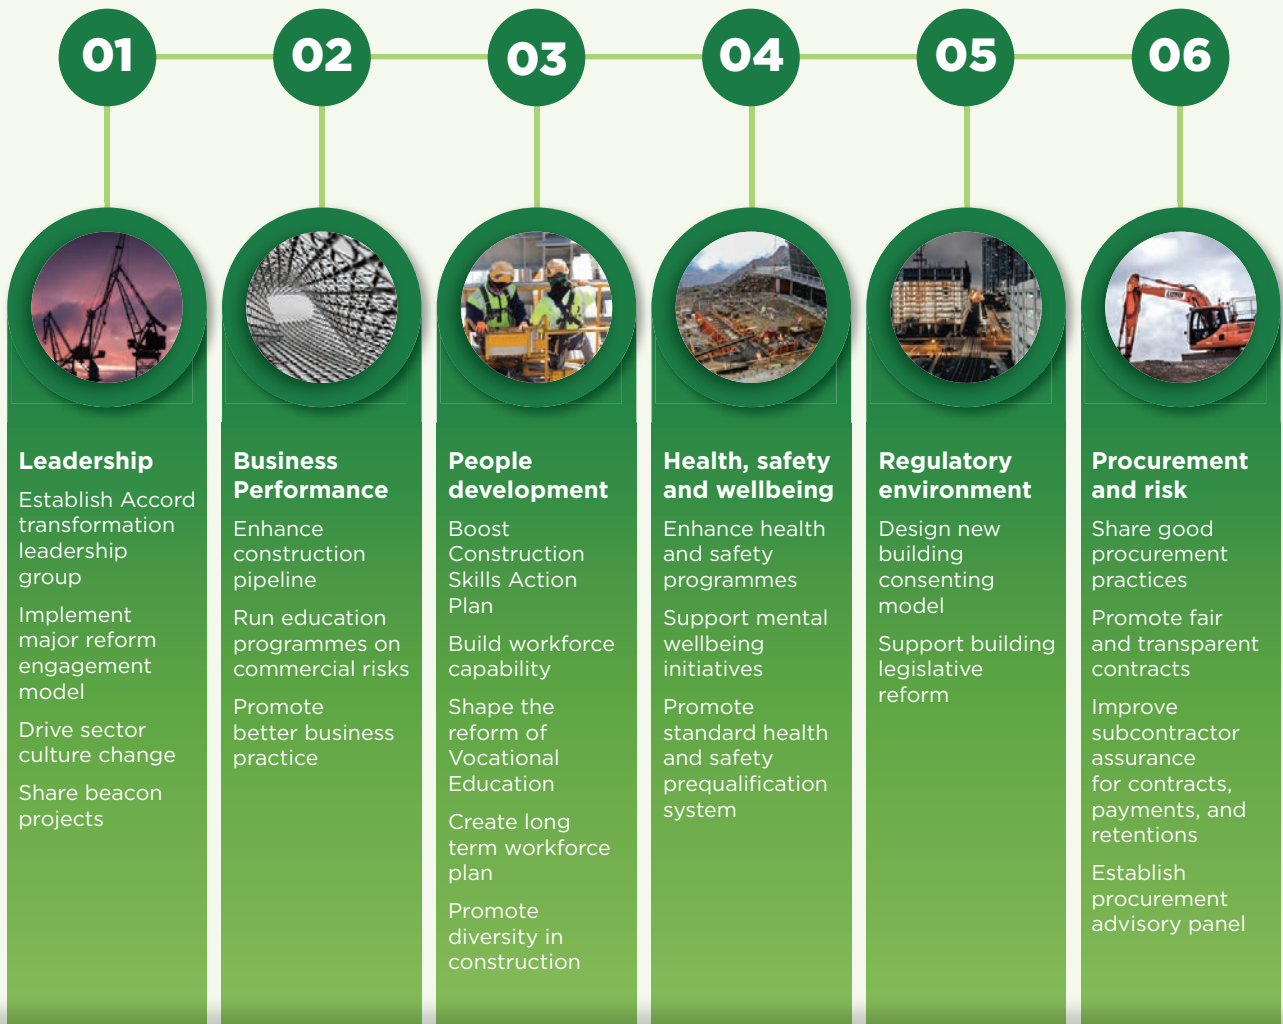 01
02
03
04
05
06
Leadership
Establish Accord
transformation
leadership
group
Implement
major reform
engagement
model
Drive sector
culture change
Share beacon
projects
Business
Performance
Enhance
construction
pipeline
Run education
programmes on
commercial risks
Promote
better business
practice
People
development
Boost
Construction
Skills Action
Plan
Build workforce
capability
Shape the
reform of
Vocational
Education
Create long
term workforce
plan
Promote
diversity in
construction
Health, safety
and wellbeing
Enhance health
and safety
programmes
Support mental
wellbeing
initiatives
Promote
standard health
and safety
prequalification
system
Regulatory
environment
Design new
building
consenting
model
Support building
legislative
reform
Procurement
and risk
Share good
procurement
practices
Promote fair
and transparent
contracts
Improve
subcontractor
assurance
for contracts,
payments, and
retentions
Establish
procurement
advisory panel